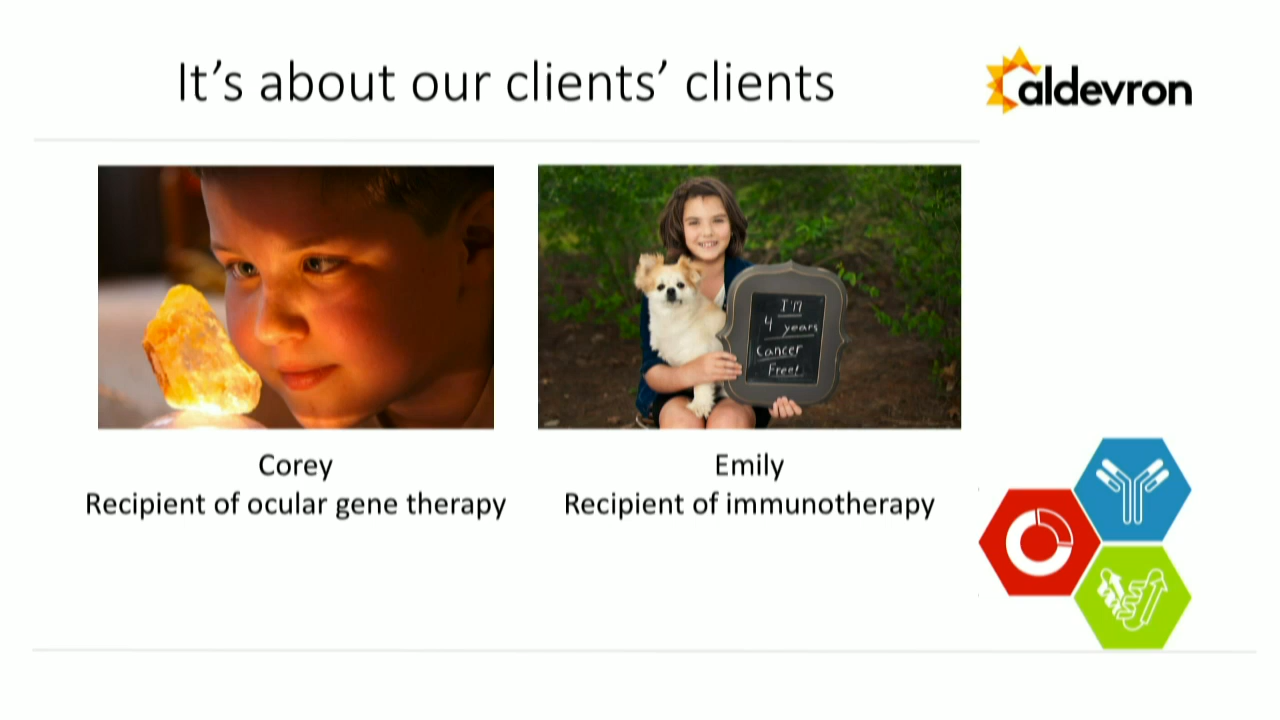 It's about our clients' clients
aldevron
I'm
4 years
Cancer
Free!
Corey
Recipient of ocular gene therapy
Emily
Recipient of immunotherapy